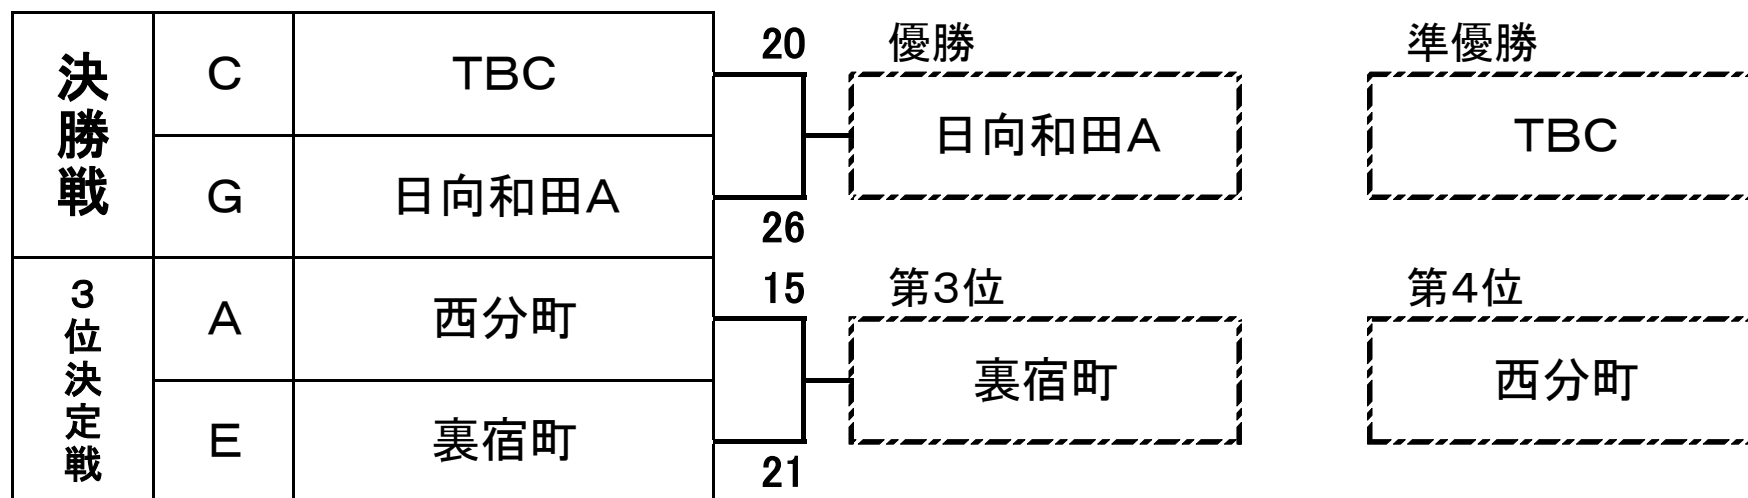 決勝戦
C
TBC
20
優勝
日向和田A
準優勝
TBC
G
日向和田A
26
3位決定戦
A
西分町
15
第3位
裏宿町
第4位
西分町
E
裏宿町
21